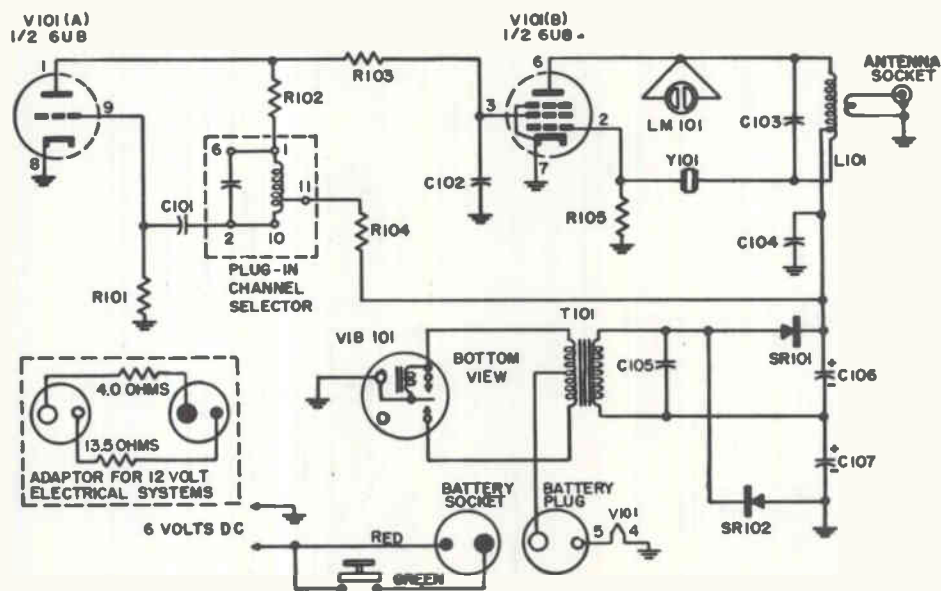 V101 (A)
1/2 6U8
1
9
8
R103
R102
6
1
11
2
10
C101
R101
PLUG-IN
CHANNEL
SELECTOR
R104
V101(B)
1/2 6U8
6
3
2
7
C102
R105
LM 101
Y101
C103
L101
ANTENNA
SOCKET
C104
VIB 101
BOTTOM
VIEW
T101
C105
SR101
+
C106
-
+
C107
-
SR102
4.0 OHMS
13.5 OHMS
ADAPTOR FOR 12 VOLT
ELECTRICAL SYSTEMS
6 VOLTS DC
RED
GREEN
BATTERY
SOCKET
BATTERY
PLUG
V101
5
4